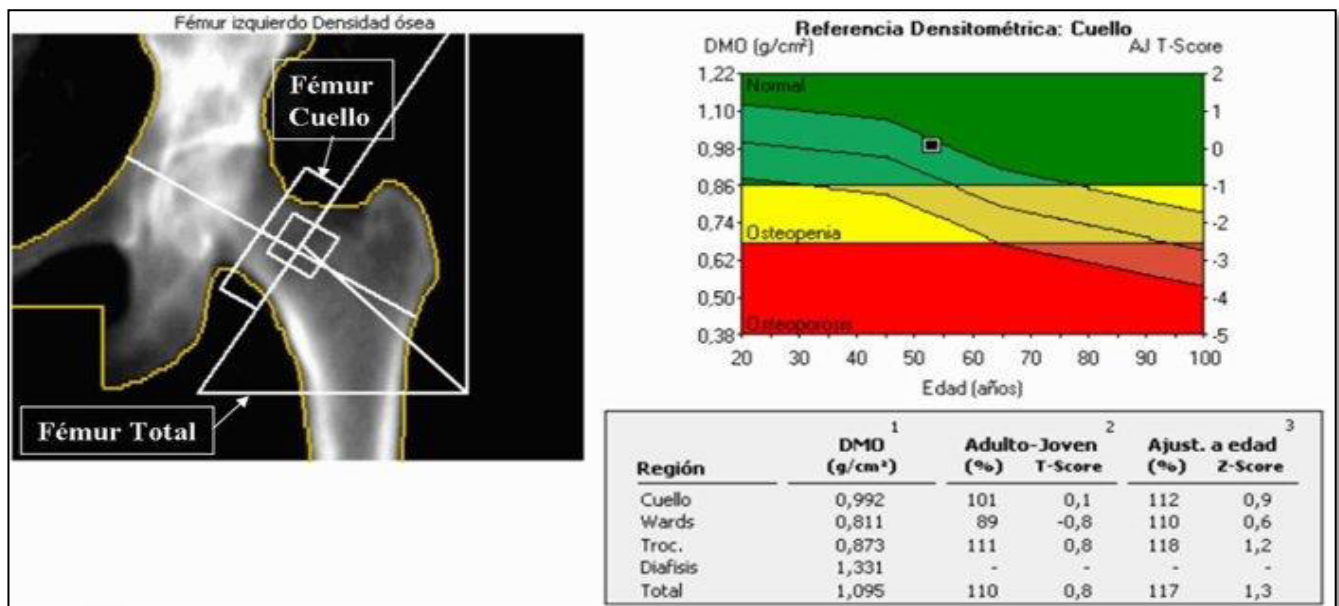 Fémur izquierdo Densidad ósea
Fémur
Cuello
Fémur Total
Referencia Densitométrica: Cuello
DMO (g/cm²) AJ T-Score
1,22 2
Normal
1,10 1
0,98 0
0,86 -1
0,74 -2
Osteopenia
0,62 -3
0,50 -4
Osteoporosis
0,38 -5
20 30 40 50 60 70 80 90 100
Edad (años)
1 2 3
DMO Adulto-Joven Ajust. a edad
Región (g/cm²) (%) T-Score (%) Z-Score
Cuello 0,992 101 0,1 112 0,9
Wards 0,811 89 -0,8 110 0,6
Troc. 0,873 111 0,8 118 1,2
Diafisis 1,331 - - - -
Total 1,095 110 0,8 117 1,3